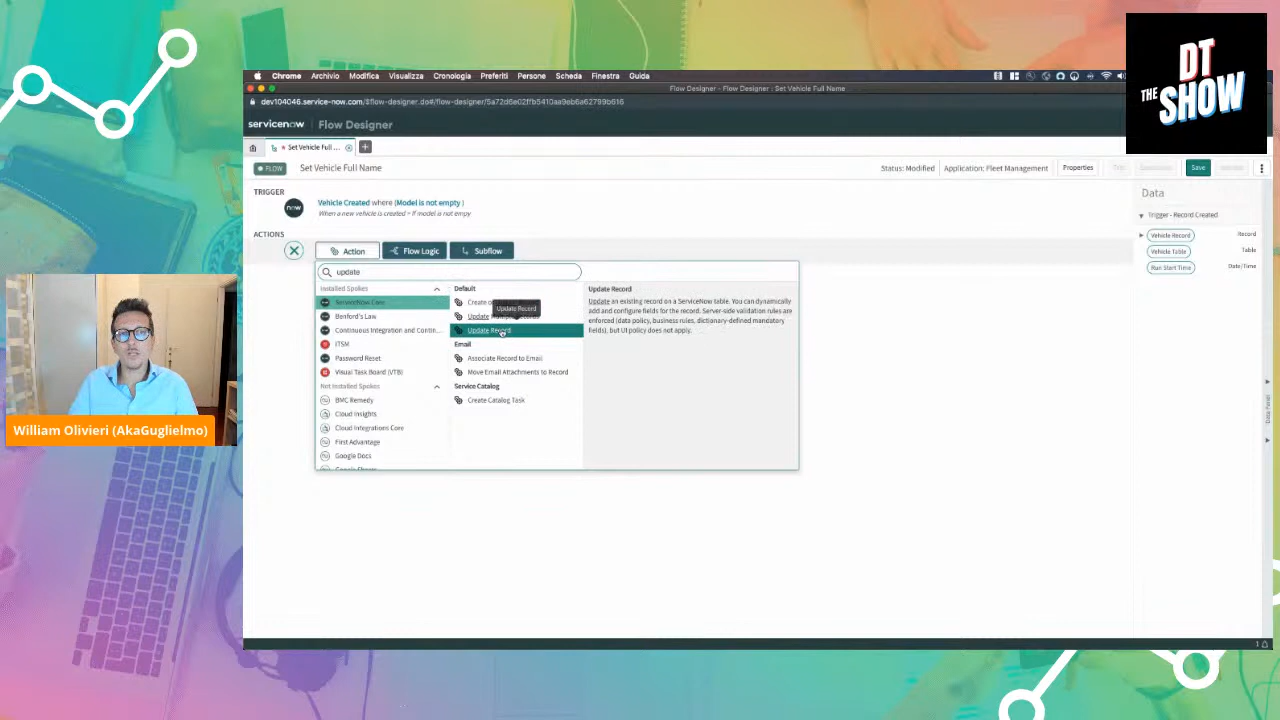 DT
THE SHOW
Chrome Archivio Modifica Visualizza Cronologia Preferiti Persone Scheda Finestra Guida
Flow Designer - Flow Designer : Set Vehicle Full Name
servicenow Flow Designer
Set Vehicle Full ...
FLOW Set Vehicle Full Name
Status: Modified Application: Fleet Management Properties Save
TRIGGER
now Vehicle Created where (Model is not empty )
When a new vehicle is created - If model is not empty
ACTIONS
Action Flow Logic Subflow
update
Installed Spokes
ServiceNow Core
Benford's Law
Continuous Integration and Contin...
ITSM
Password Reset
Visual Task Board (VTB)
Not Installed Spokes
BMC Remedy
Cloud Insights
Cloud Integrations Core
First Advantage
Google Docs
Default
Create o
Update Record
Update
Update Record
Email
Associate Record to Email
Move Email Attachments to Record
Service Catalog
Create Catalog Task
Update Record
Update an existing record on a ServiceNow table. You can dynamically
add and configure fields for the record. Server-side validation rules are
enforced (data policy, business rules, dictionary-defined mandatory
fields), but UI policy does not apply.
Data
Trigger - Record Created
Vehicle Record Record
Vehicle Table Table
Run Start Time Date/Time
1
William Olivieri (AkaGuglielmo)